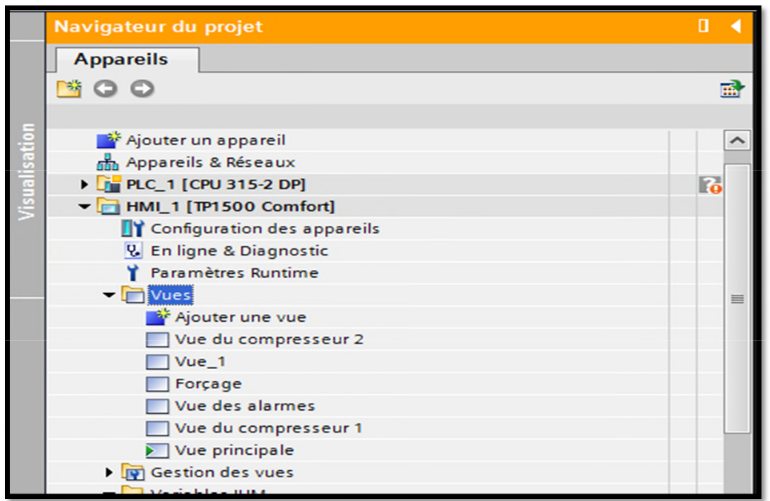 Navigateur du projet
Appareils
Visualisation
Ajouter un appareil
Appareils & Réseaux
PLC_1 [CPU 315-2 DP]
HMI_1 [TP1500 Comfort]
Configuration des appareils
En ligne & Diagnostic
Paramètres Runtime
Vues
Ajouter une vue
Vue du compresseur 2
Vue_1
Forçage
Vue des alarmes
Vue du compresseur 1
Vue principale
Gestion des vues
Variables IHM